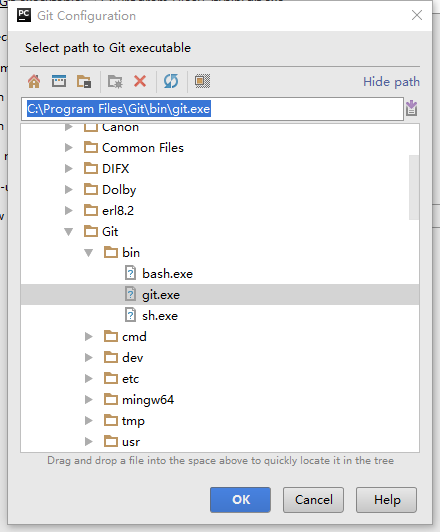 PC Git Configuration
Select path to Git executable
Hide path
C:\Program Files\Git\bin\git.exe
Canon
Common Files
DIFX
Dolby
erl8.2
Git
bin
bash.exe
git.exe
sh.exe
cmd
dev
etc
mingw64
tmp
usr
Drag and drop a file into the space above to quickly locate it in the tree
OK Cancel Help